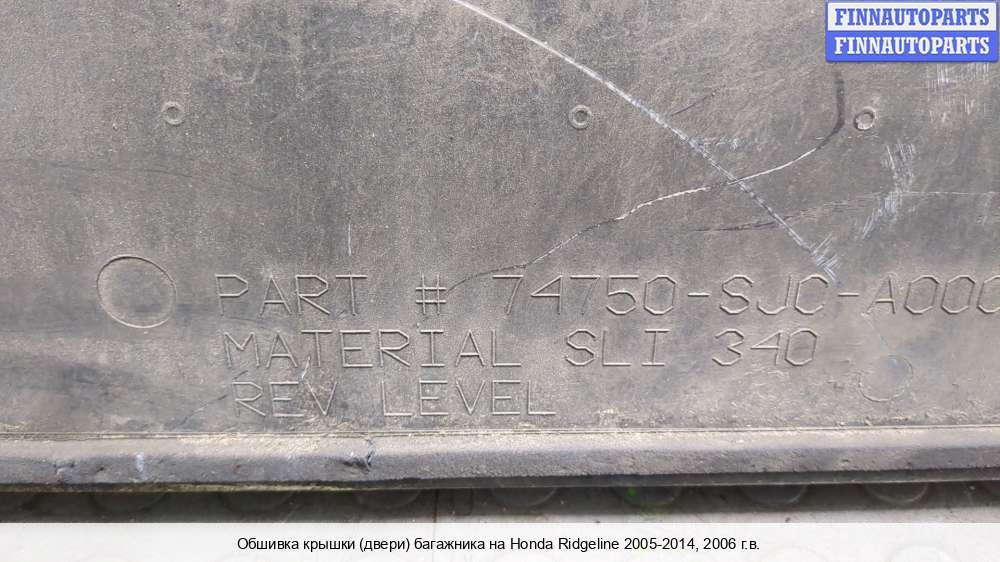 FINNAUTOPARTS
FINNAUTOPARTS
PART # 74750-SJC-A000
MATERIAL SLI 340
REV LEVEL
Обшивка крышки (двери) багажника на Honda Ridgeline 2005-2014, 2006 г.в.